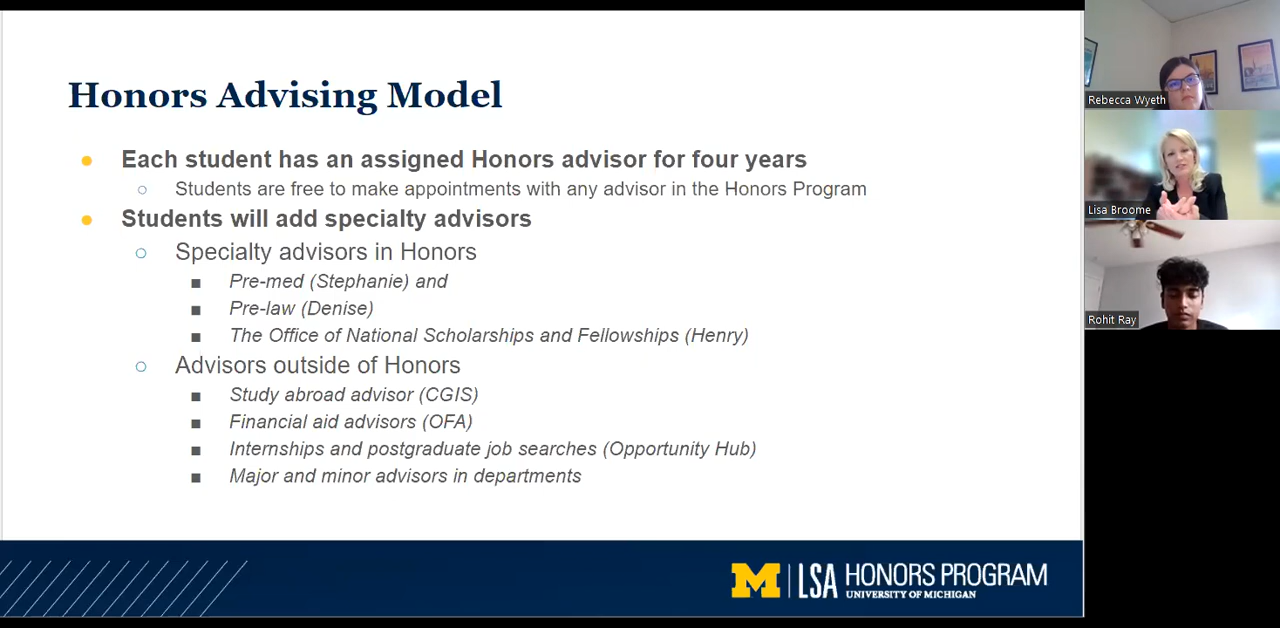 Honors Advising Model
Each student has an assigned Honors advisor for four years
Students are free to make appointments with any advisor in the Honors Program
Students will add specialty advisors
Specialty advisors in Honors
Pre-med (Stephanie) and
Pre-law (Denise)
The Office of National Scholarships and Fellowships (Henry)
Advisors outside of Honors
Study abroad advisor (CGIS)
Financial aid advisors (OFA)
Internships and postgraduate job searches (Opportunity Hub)
Major and minor advisors in departments
M LSA HONORS PROGRAM
UNIVERSITY OF MICHIGAN
Rebecca Wyeth
Lisa Broome
Rohit Ray